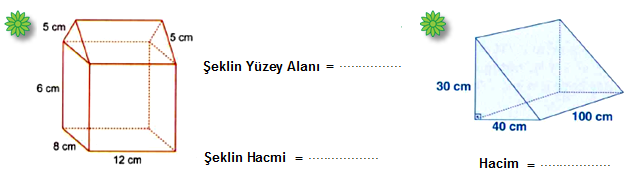 5 cm
5 cm
6 cm
8 cm
12 cm
Şeklin Yüzey Alanı = ....................
Şeklin Hacmi = ......................
30 cm
40 cm
100 cm
Hacim = ......................